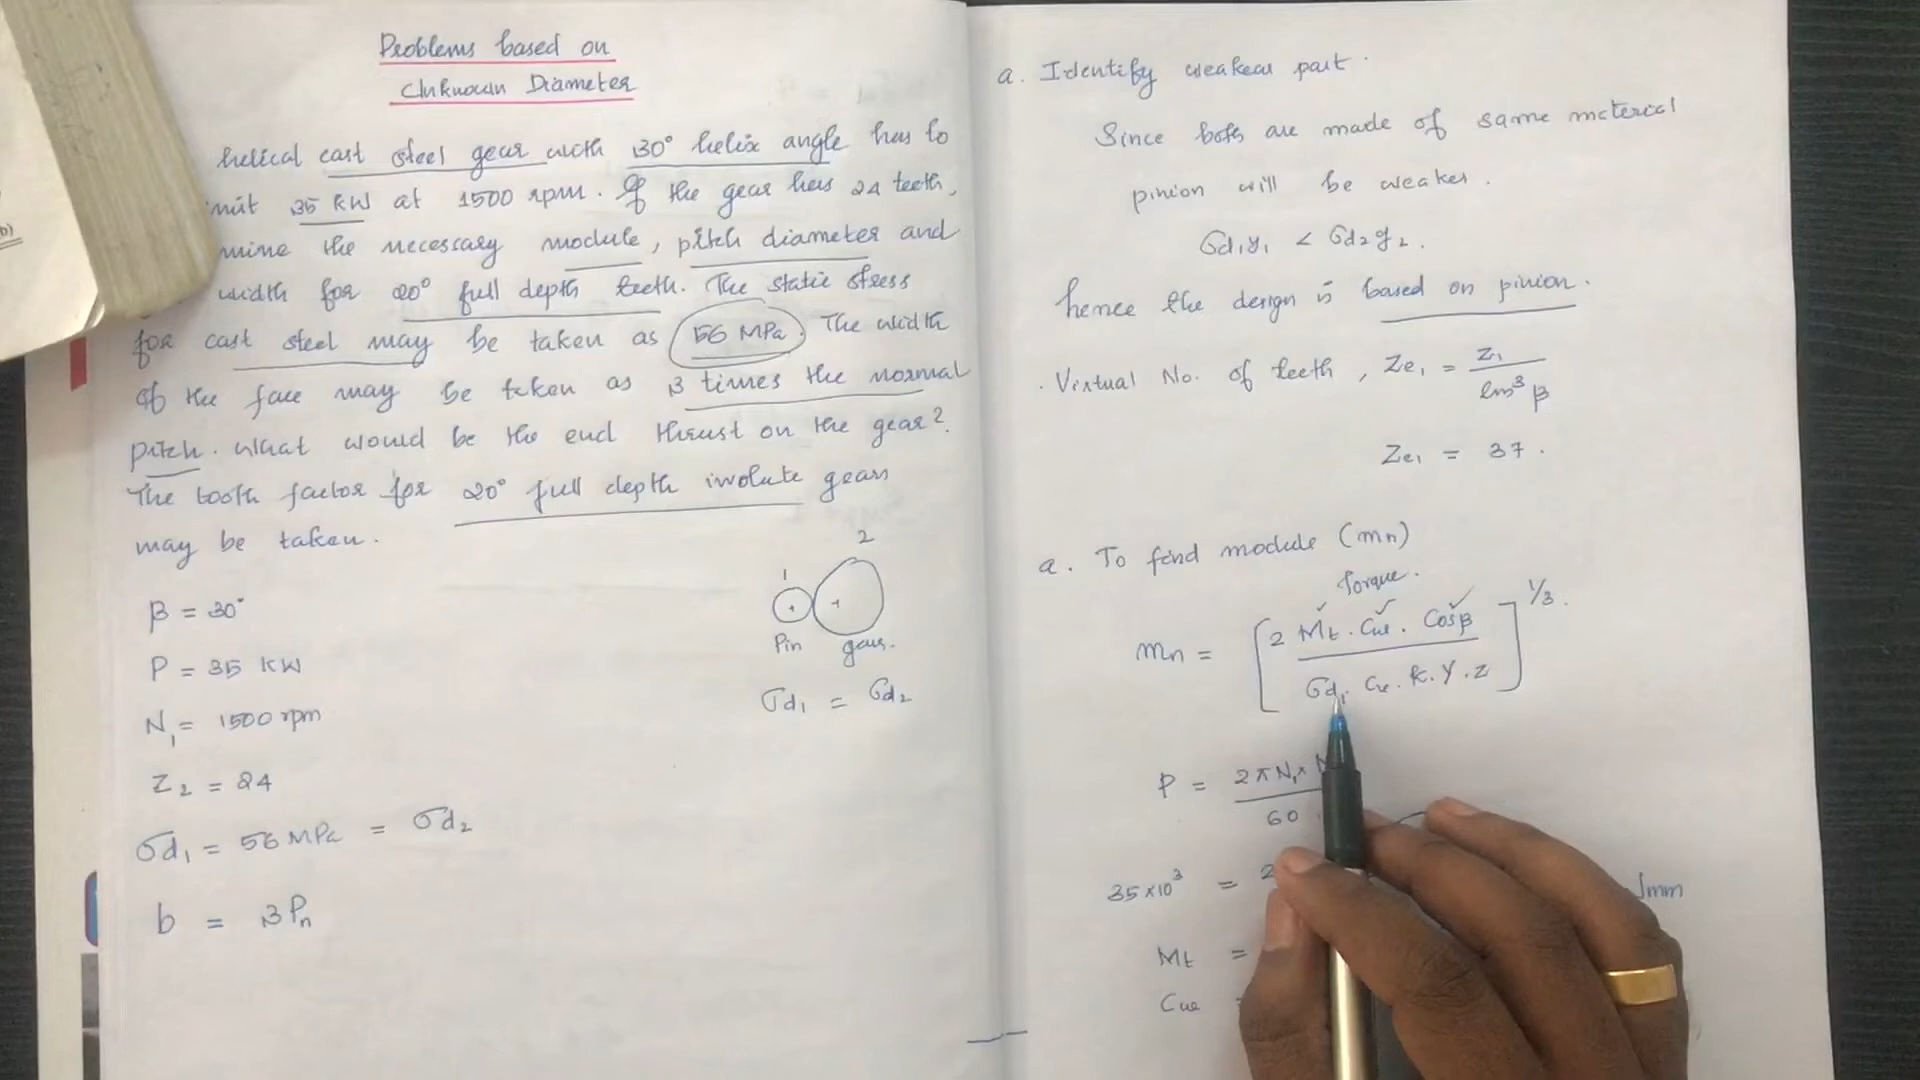 Problems based on
Unknown Diameter
helical cast steel gear with 30° helix angle has to
mit 35 KW at 1500 rpm. If the gear has 24 teeth,
mine the necessary module, pitch diameter and
width for 20° full depth teeth. The static stress
for cast steel may be taken as 56 MPa. The width
of the face may be taken as 3 times the normal
pitch. What would be the end thrust on the gear?
The tooth factor for 20° full depth involute gears
may be taken.
β = 30°
P = 35 KW
N₁ = 1500 rpm
Z₂ = 24
σd₁ = 56 MPa = σd₂
b = 3Pn
2
1
Pin gear.
σd₁ = σd₂
b)
a. Identify weaker part.
Since both are made of same material
pinion will be weaker.
σd₁y₁ < σd₂y₂.
hence the design is based on pinion.
Virtual No. of teeth, Ze₁ = Z₁ / cos³ β
Ze₁ = 37.
a. To find module (mn)
Torque.
mn = [2 Mt. Cw. Cosβ / σd₁. Cv. K. Y. Z]^1/3.
P = 2πN₁× / 60
35×10³ = 2
mm
Mt =
Cw